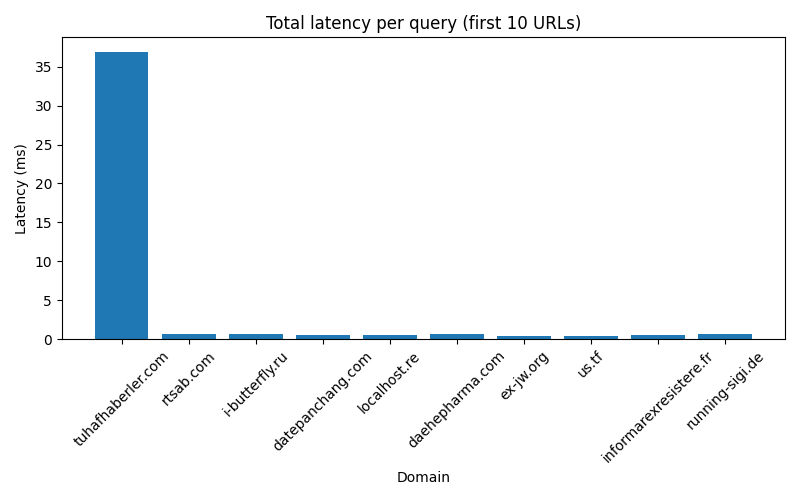 Total latency per query (first 10 URLs)
Latency (ms)
35
30
25
20
15
10
5
0
tuhafhaberler.com
rtsab.com
i-butterfly.ru
datepanchang.com
localhost.re
daehepharma.com
ex-jw.org
us.tf
informarexresistere.fr
running-sigi.de
Domain